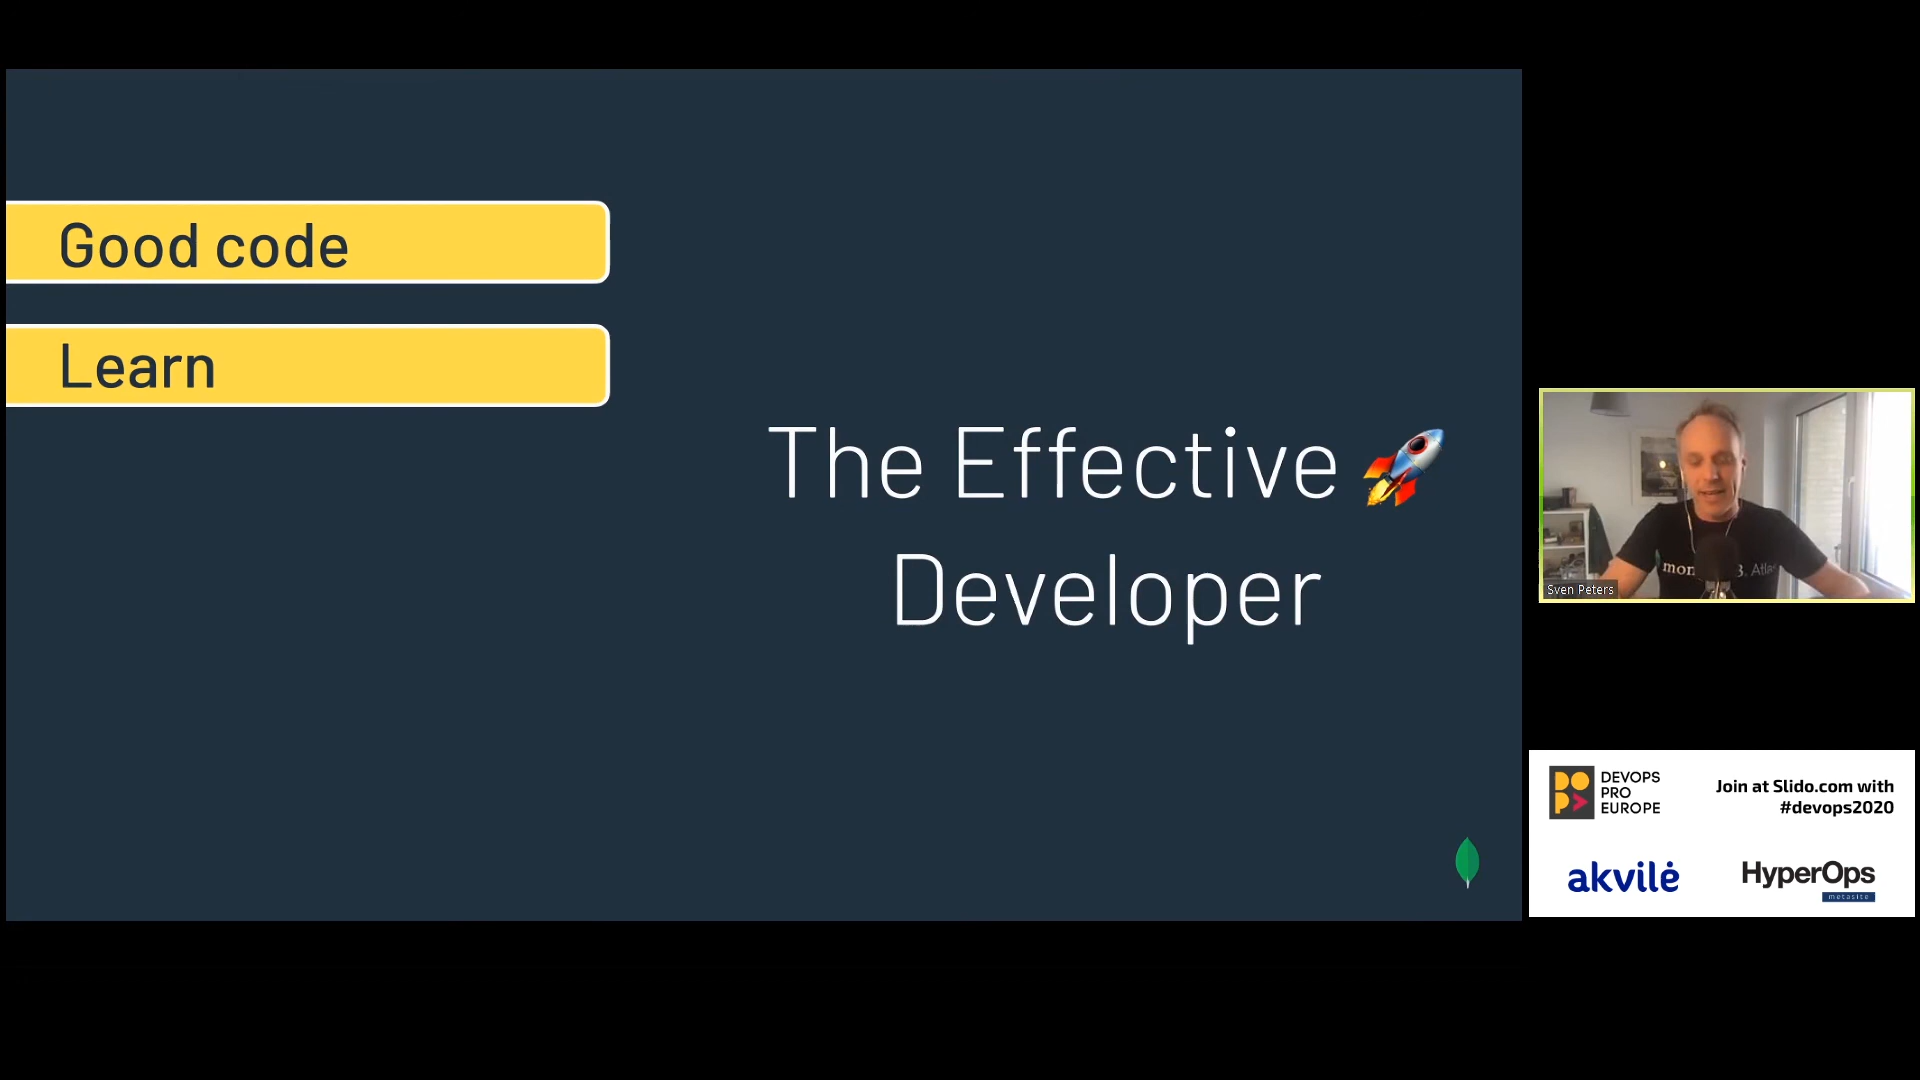 Good code
Learn
The Effective
Developer
Sven Peters
DEVOPS
PRO
EUROPE
Join at Slido.com with
#devops2020
akvilė
HyperOps
metasite